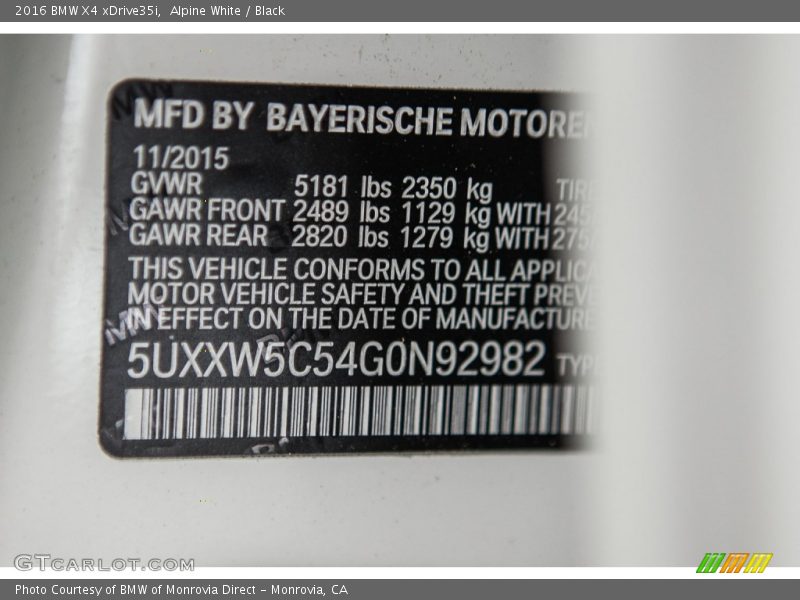 2016 BMW X4 xDrive35i,  Alpine White / Black
MFD BY BAYERISCHE MOTOREN
11/2015
GVWR 5181 lbs 2350 kg
GAWR FRONT 2489 lbs 1129 kg WITH
GAWR REAR 2820 lbs 1279 kg WITH
THIS VEHICLE CONFORMS TO ALL
MOTOR VEHICLE SAFETY AND THEFT
IN EFFECT ON THE DATE OF MANUFACTURE
5UXXW5C54G0N92982 TYPE
GTCARLOT.COM
Photo Courtesy of BMW of Monrovia Direct – Monrovia, CA